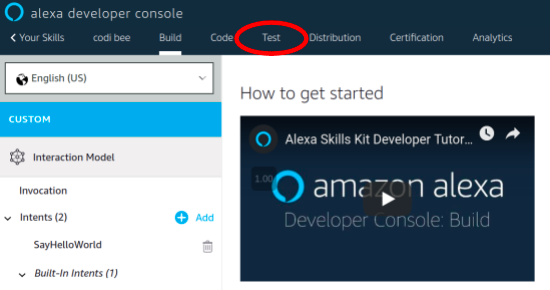 alexa developer console
Your Skills codi bee Build Code Test Distribution Certification Analytics
English (US)
CUSTOM
Interaction Model
Invocation
Intents (2) Add
SayHelloWorld
Built-In Intents (1)
How to get started
Alexa Skills Kit Developer Tutor...
1.00
amazon alexa
Developer Console: Build